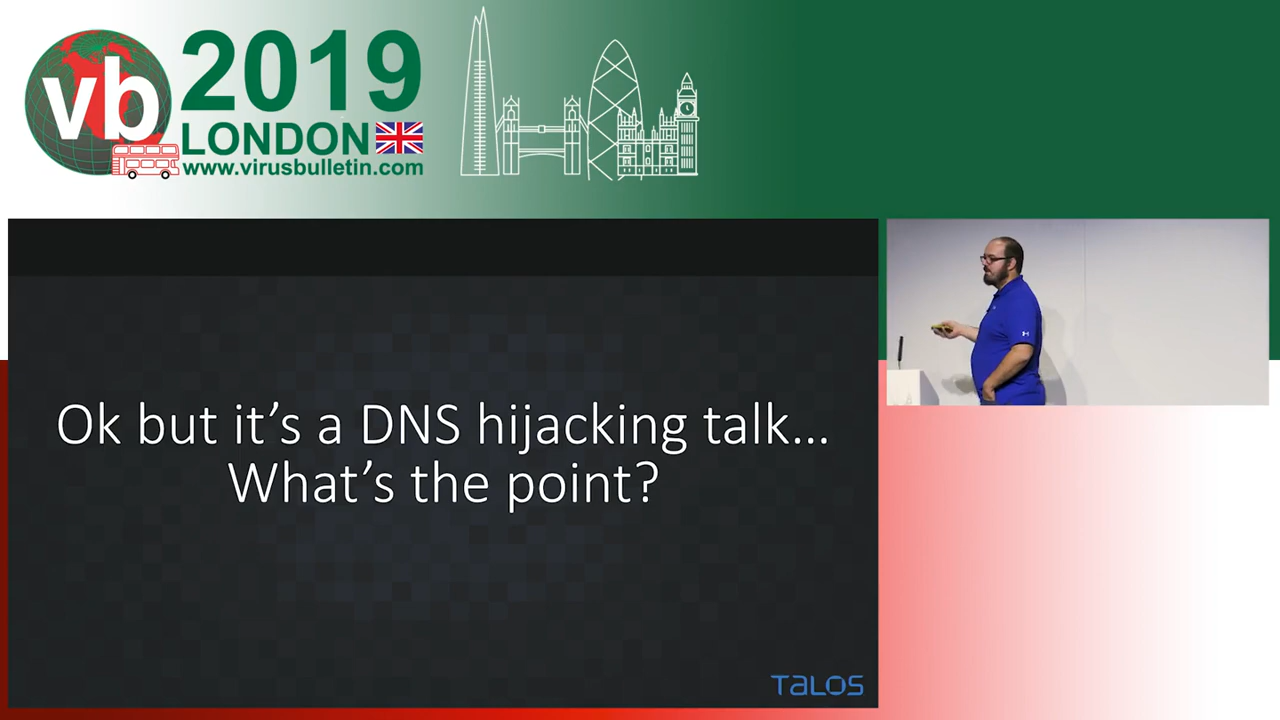 vb
2019
LONDON
www.virusbulletin.com
Ok but it's a DNS hijacking talk...
What's the point?
TALOS